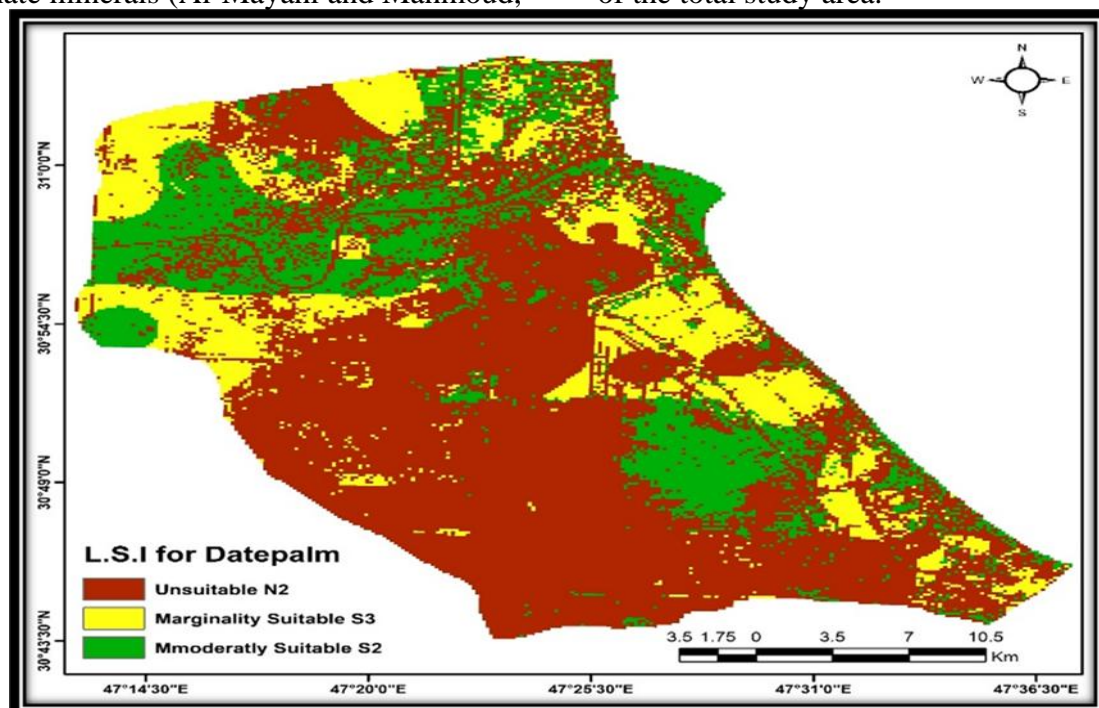 ate minerals (Al-Mayahi and Mahmood, of the total study area.
N
W E
S
31°0'0"N
30°54'30"N
30°49'0"N
30°43'30"N
L.S.I for Datepalm
Unsuitable N2
Marginality Suitable S3
Mmoderatly Suitable S2
3.5 1.75 0 3.5 7 10.5
Km
47°14'30"E 47°20'0"E 47°25'30"E 47°31'0"E 47°36'30"E